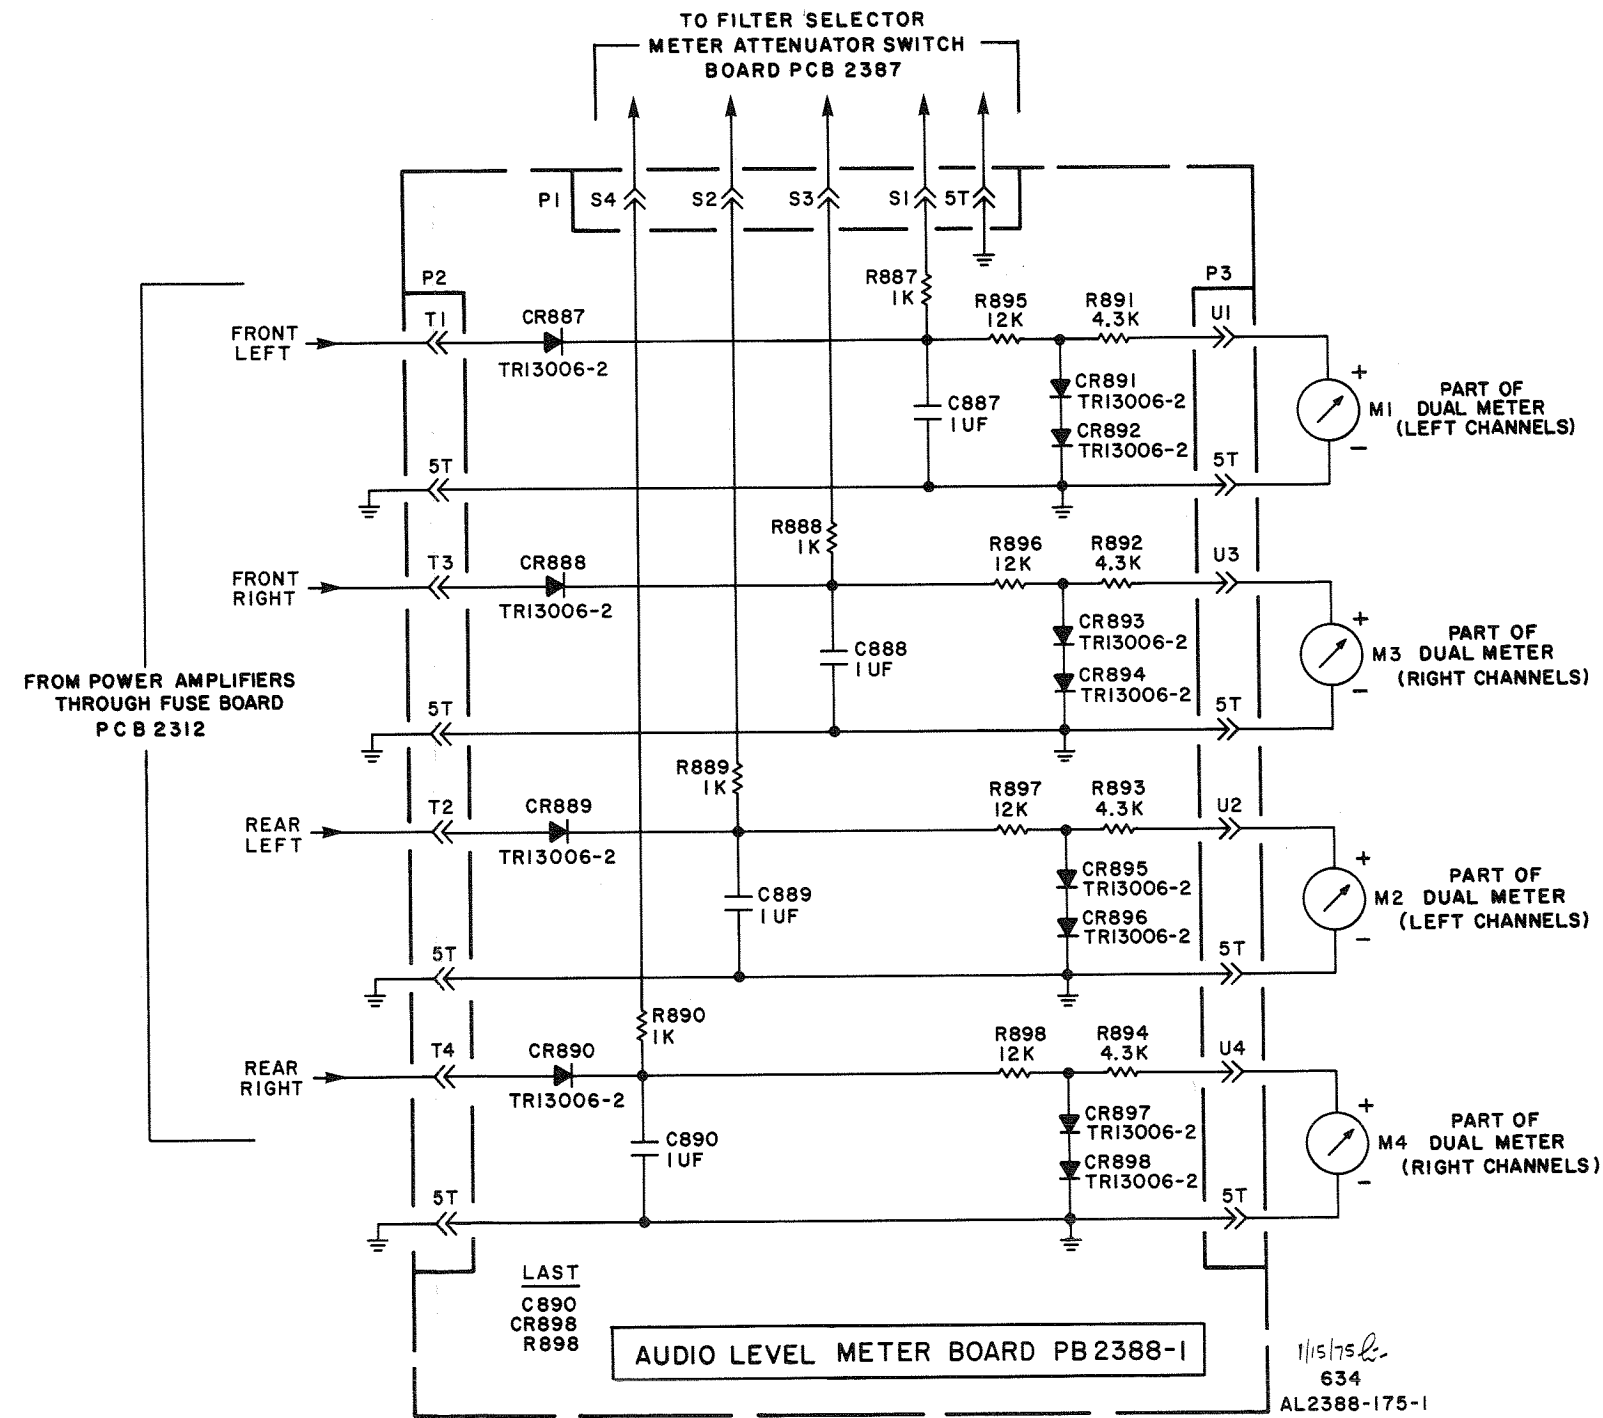 TO FILTER SELECTOR
METER ATTENUATOR SWITCH
BOARD PCB 2387
P1 S4 S2 S3 S1 5T
R887
1K
P2
P3
FRONT
LEFT
T1
CR887
TR13006-2
R895
12K
R891
4.3K
U1
C887
1UF
CR891
TR13006-2
CR892
TR13006-2
+
M1
-
PART OF
DUAL METER
(LEFT CHANNELS)
5T
5T
R888
1K
FRONT
RIGHT
T3
CR888
TR13006-2
R896
12K
R892
4.3K
U3
C888
1UF
CR893
TR13006-2
CR894
TR13006-2
+
M3
-
PART OF
DUAL METER
(RIGHT CHANNELS)
FROM POWER AMPLIFIERS
THROUGH FUSE BOARD
PCB 2312
5T
5T
R889
1K
REAR
LEFT
T2
CR889
TR13006-2
R897
12K
R893
4.3K
U2
C889
1UF
CR895
TR13006-2
CR896
TR13006-2
+
M2
-
PART OF
DUAL METER
(LEFT CHANNELS)
5T
5T
R890
1K
REAR
RIGHT
T4
CR890
TR13006-2
R898
12K
R894
4.3K
U4
C890
1UF
CR897
TR13006-2
CR898
TR13006-2
+
M4
-
PART OF
DUAL METER
(RIGHT CHANNELS)
5T
5T
LAST
C890
CR898
R898
AUDIO LEVEL METER BOARD PB2388-1
1/15/75
634
AL2388-175-1